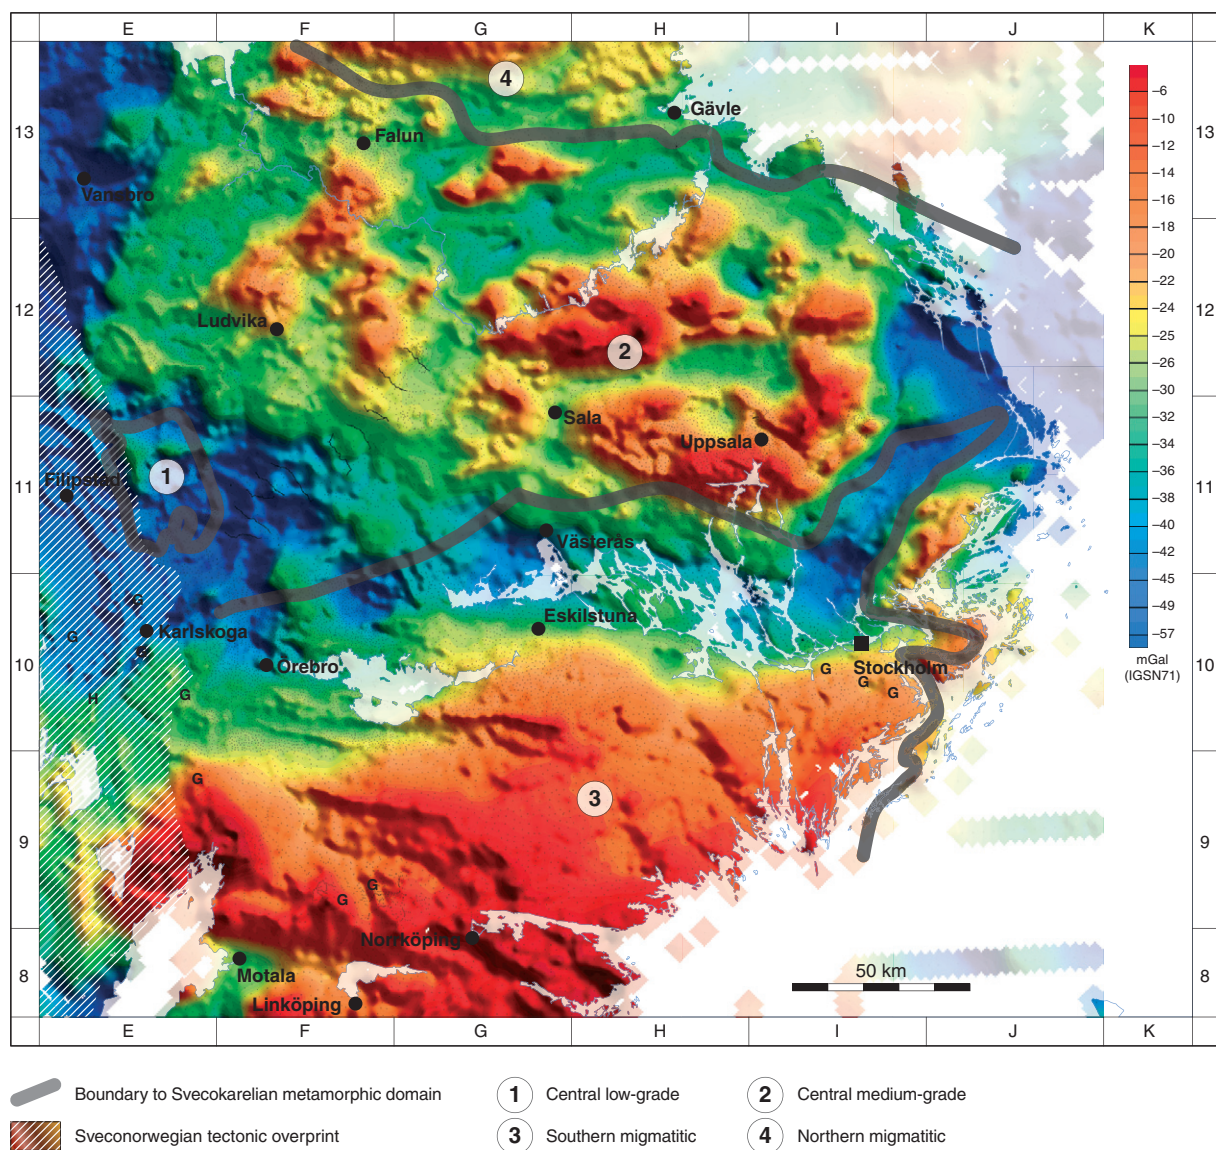 E F G H I J K
4
Gävle
13 Falun 13
Vansbro
12 12
Ludvika
2
Sala
Uppsala
1
Filipstad
11 11
Västerås
G
Eskilstuna
Karlskoga
G
Örebro
Stockholm
10 10
G
G
H G G
G
3
9 9
G
G
Norrköping
50 km
Motala
8 8
Linköping
E F G H I J K
−6
−10
−12
−14
−16
−18
−20
−22
−24
−26
−30
−32
−34
−36
−38
−40
−42
−45
−49
−57
mGal
(IGSN71)
Boundary to Svecokarelian metamorphic domain
1 Central low-grade
2 Central medium-grade
Sveconorwegian tectonic overprint
3 Southern migmatitic
4 Northern migmatitic